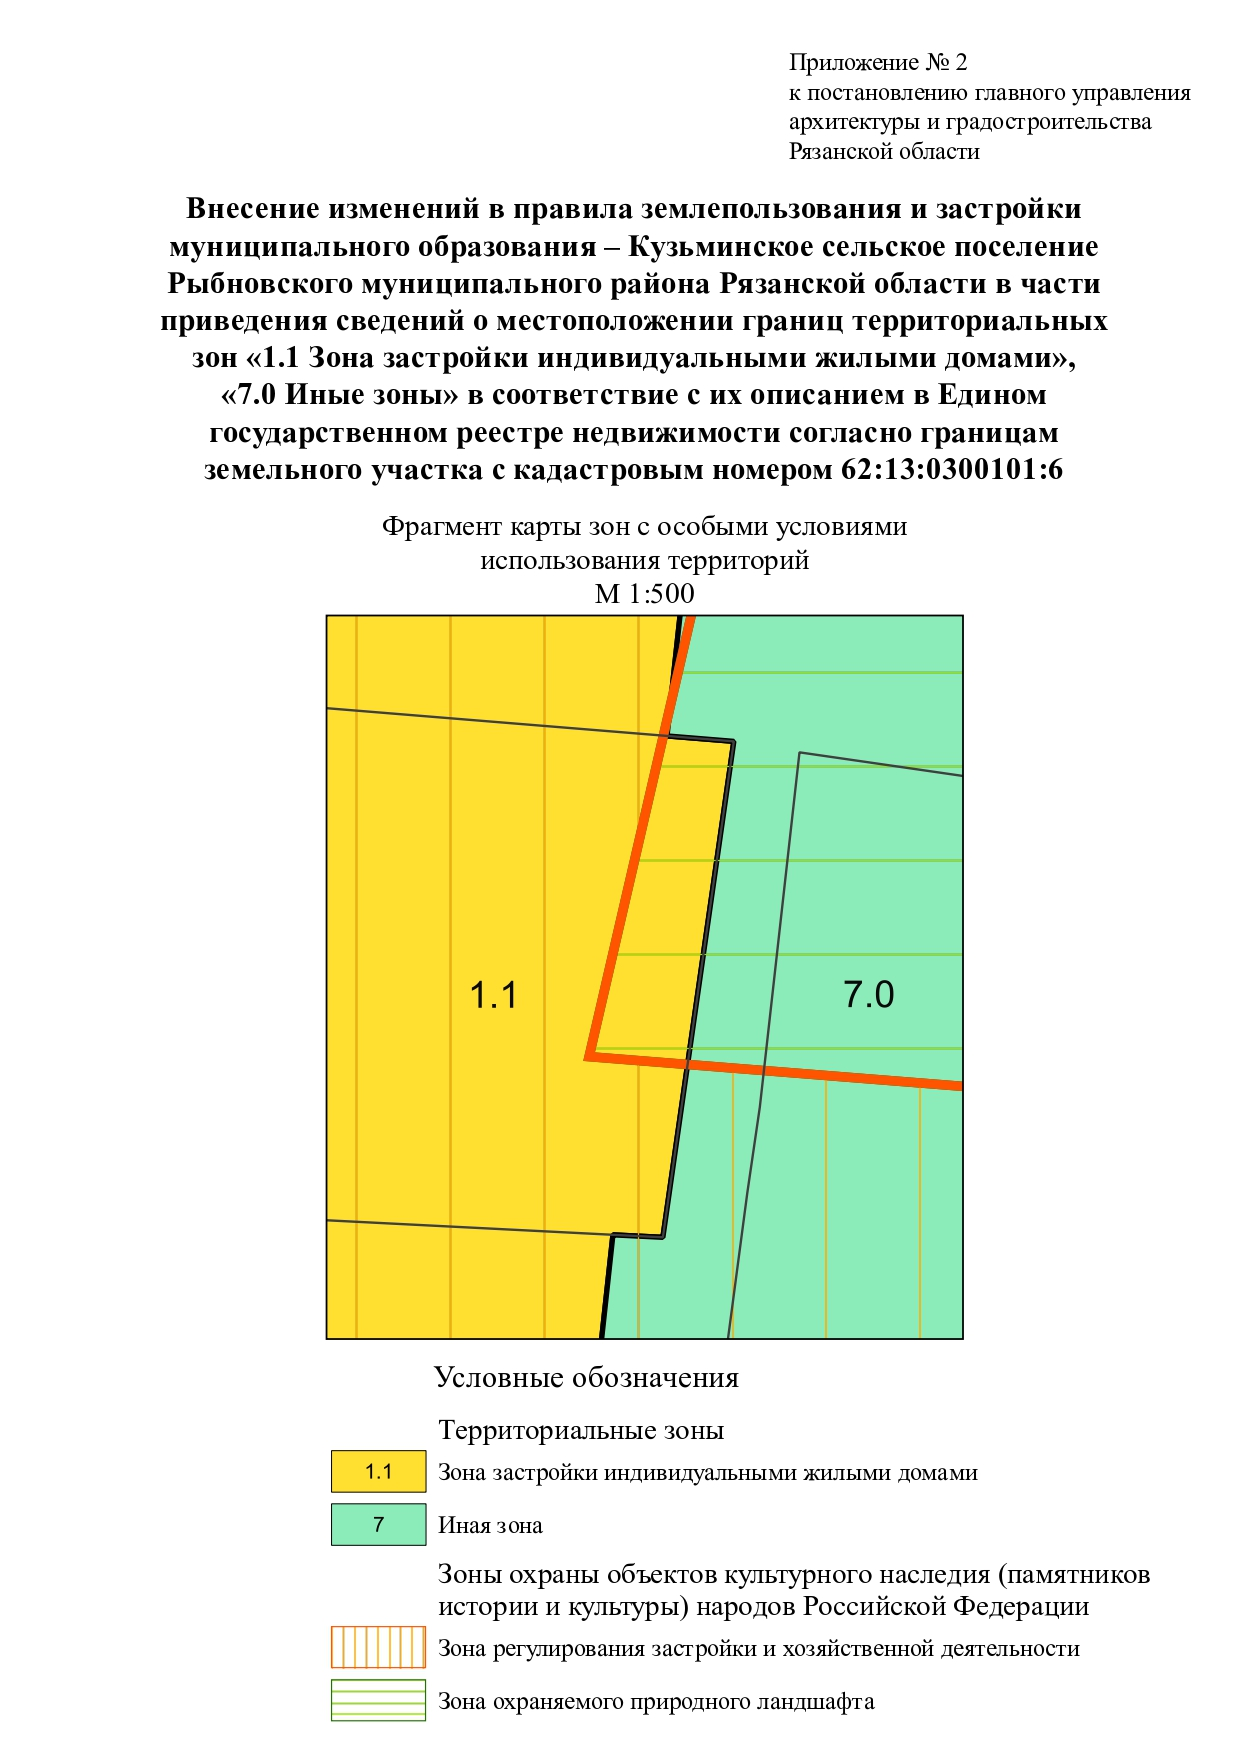 Приложение № 2
к постановлению главного управления
архитектуры и градостроительства
Рязанской области
Внесение изменений в правила землепользования и застройки
муниципального образования – Кузьминское сельское поселение
Рыбновского муниципального района Рязанской области в части
приведения сведений о местоположении границ территориальных
зон «1.1 Зона застройки индивидуальными жилыми домами»,
«7.0 Иные зоны» в соответствие с их описанием в Едином
государственном реестре недвижимости согласно границам
земельного участка с кадастровым номером 62:13:0300101:6
Фрагмент карты зон с особыми условиями
использования территорий
М 1:500
1.1
7.0
Условные обозначения
Территориальные зоны
1.1 Зона застройки индивидуальными жилыми домами
7 Иная зона
Зоны охраны объектов культурного наследия (памятников
истории и культуры) народов Российской Федерации
Зона регулирования застройки и хозяйственной деятельности
Зона охраняемого природного ландшафта